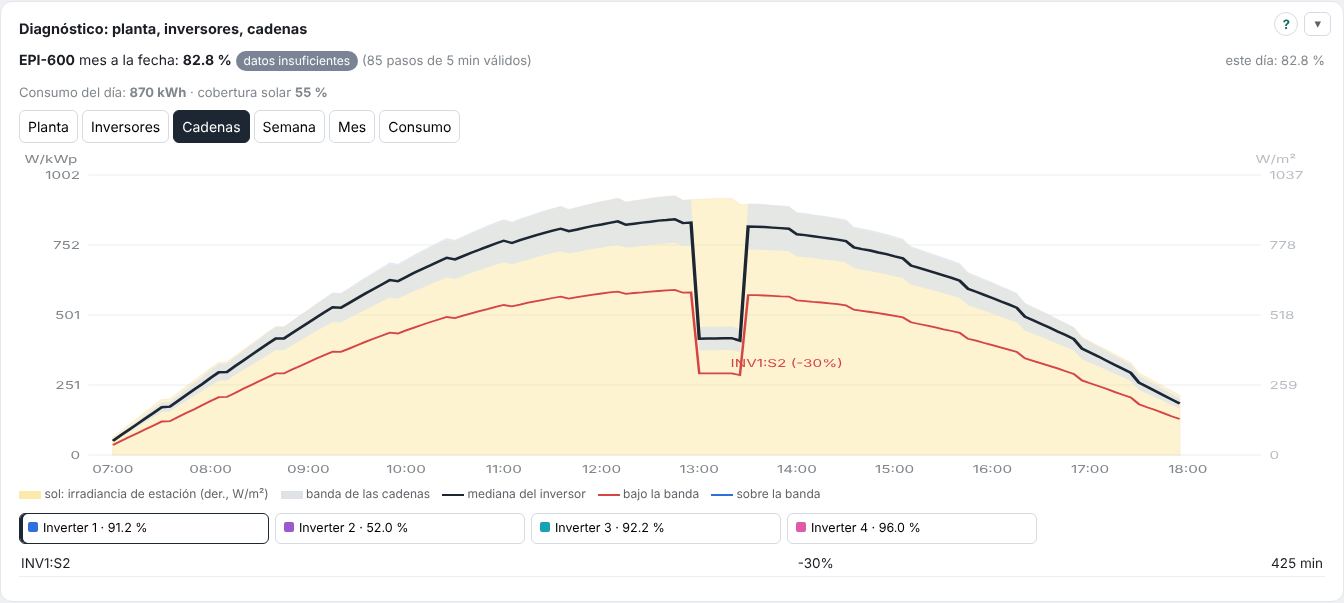 Diagnóstico: planta, inversores, cadenas
? ▼
EPI-600 mes a la fecha: 82.8 % datos insuficientes (85 pasos de 5 min válidos) este día: 82.8 %
Consumo del día: 870 kWh · cobertura solar 55 %
Planta Inversores Cadenas Semana Mes Consumo
W/kWp W/m²
1002 1037
752 778
501 518
INV1:S2 (-30%)
251 259
0 0
07:00 08:00 09:00 10:00 11:00 12:00 13:00 14:00 15:00 16:00 17:00 18:00
sol: irradiancia de estación (der., W/m²) banda de las cadenas mediana del inversor bajo la banda sobre la banda
Inverter 1 · 91.2 % Inverter 2 · 52.0 % Inverter 3 · 92.2 % Inverter 4 · 96.0 %
INV1:S2 -30% 425 min